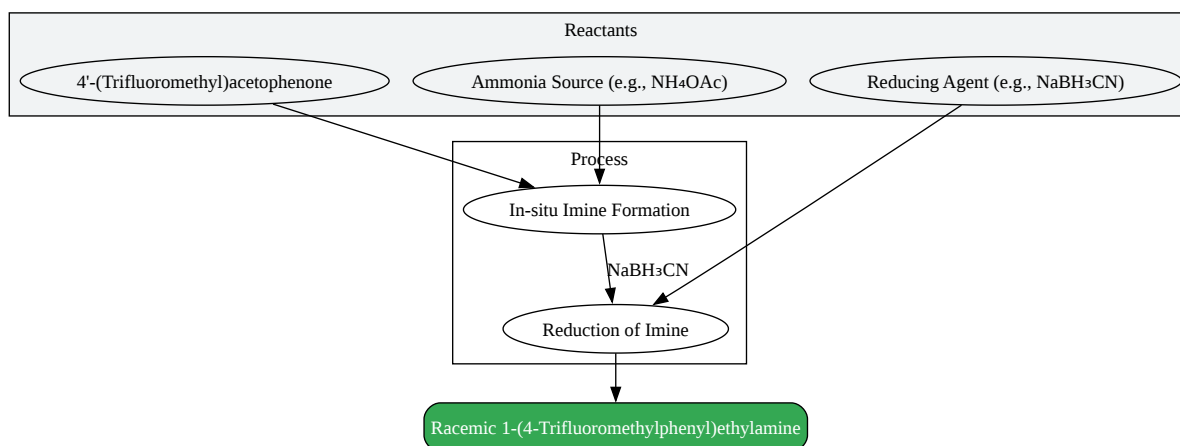 Reactants
4'-(Trifluoromethyl)acetophenone
Ammonia Source (e.g., NH₄OAc)
Reducing Agent (e.g., NaBH₃CN)
Process
In-situ Imine Formation
NaBH₃CN
Reduction of Imine
Racemic 1-(4-Trifluoromethylphenyl)ethylamine